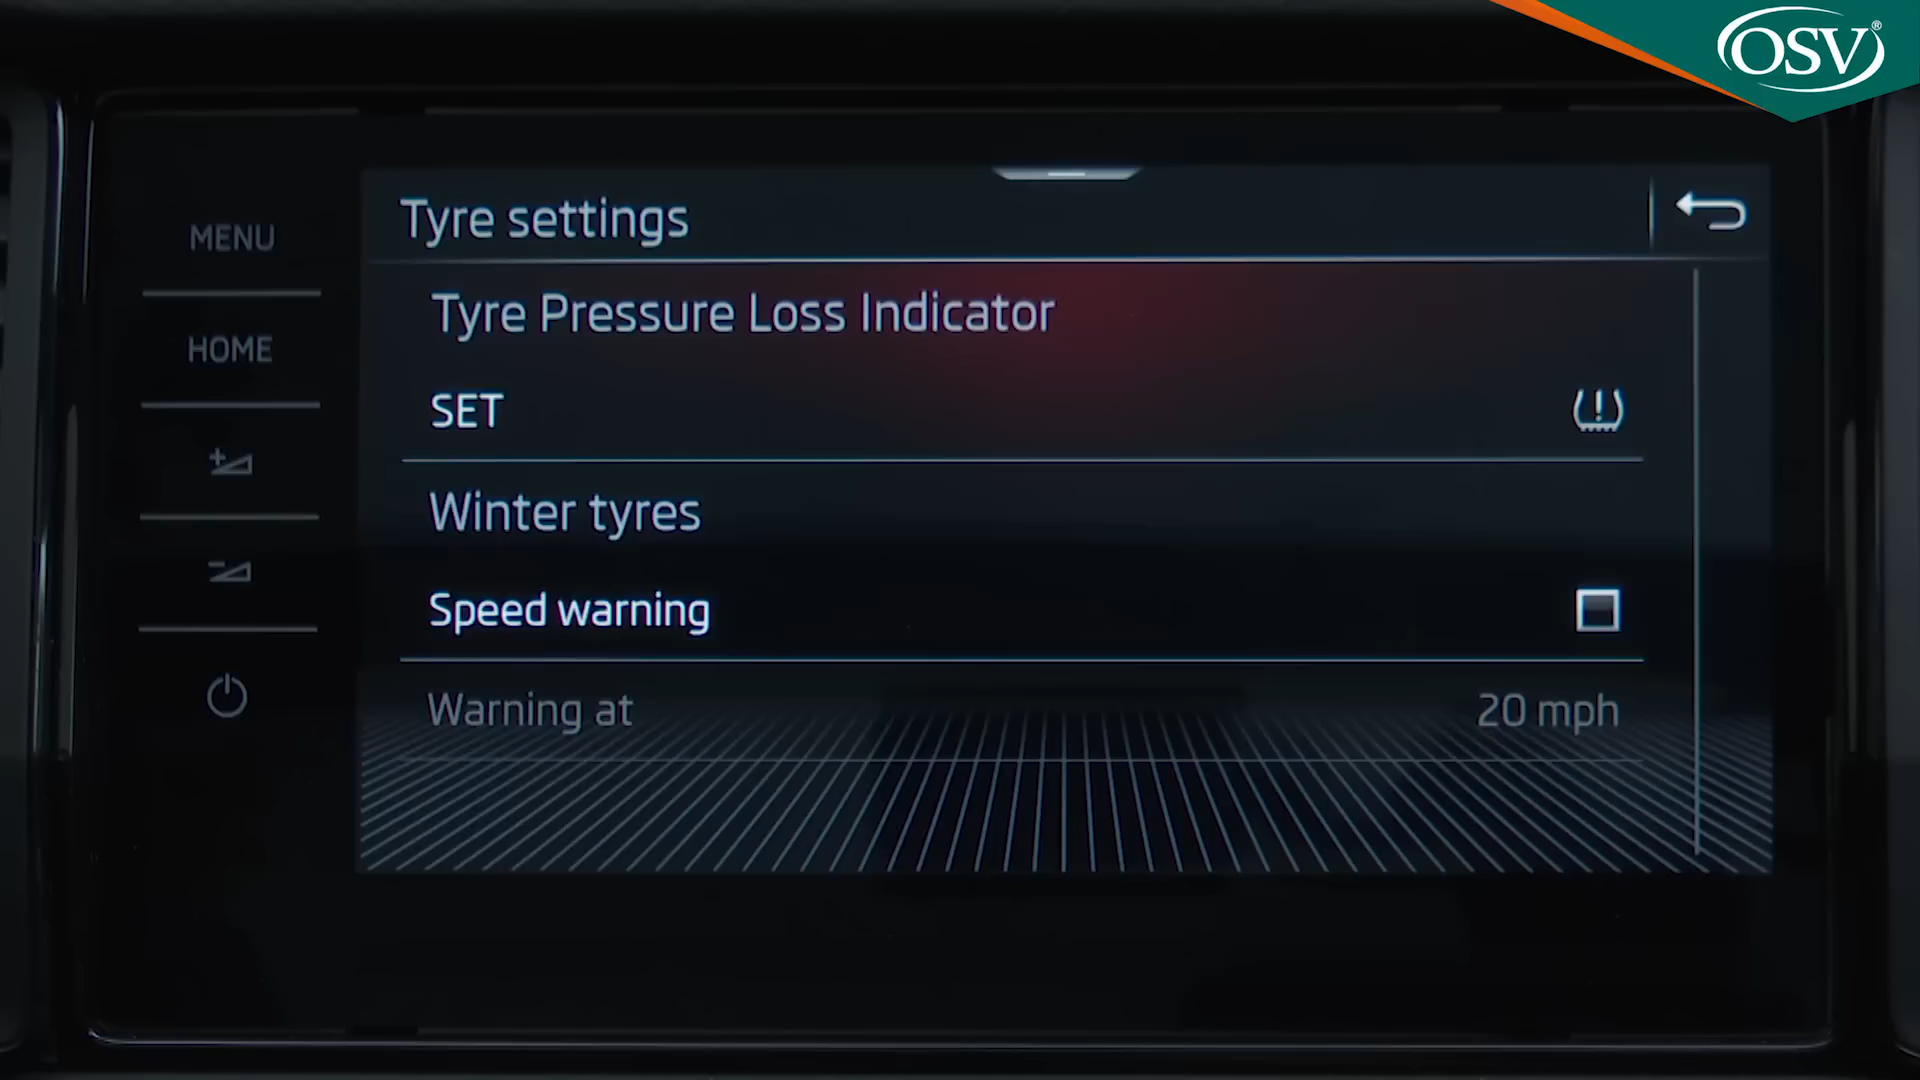 OSV®
MENU
HOME
Tyre settings
Tyre Pressure Loss Indicator
SET
Winter tyres
Speed warning
Warning at 20 mph